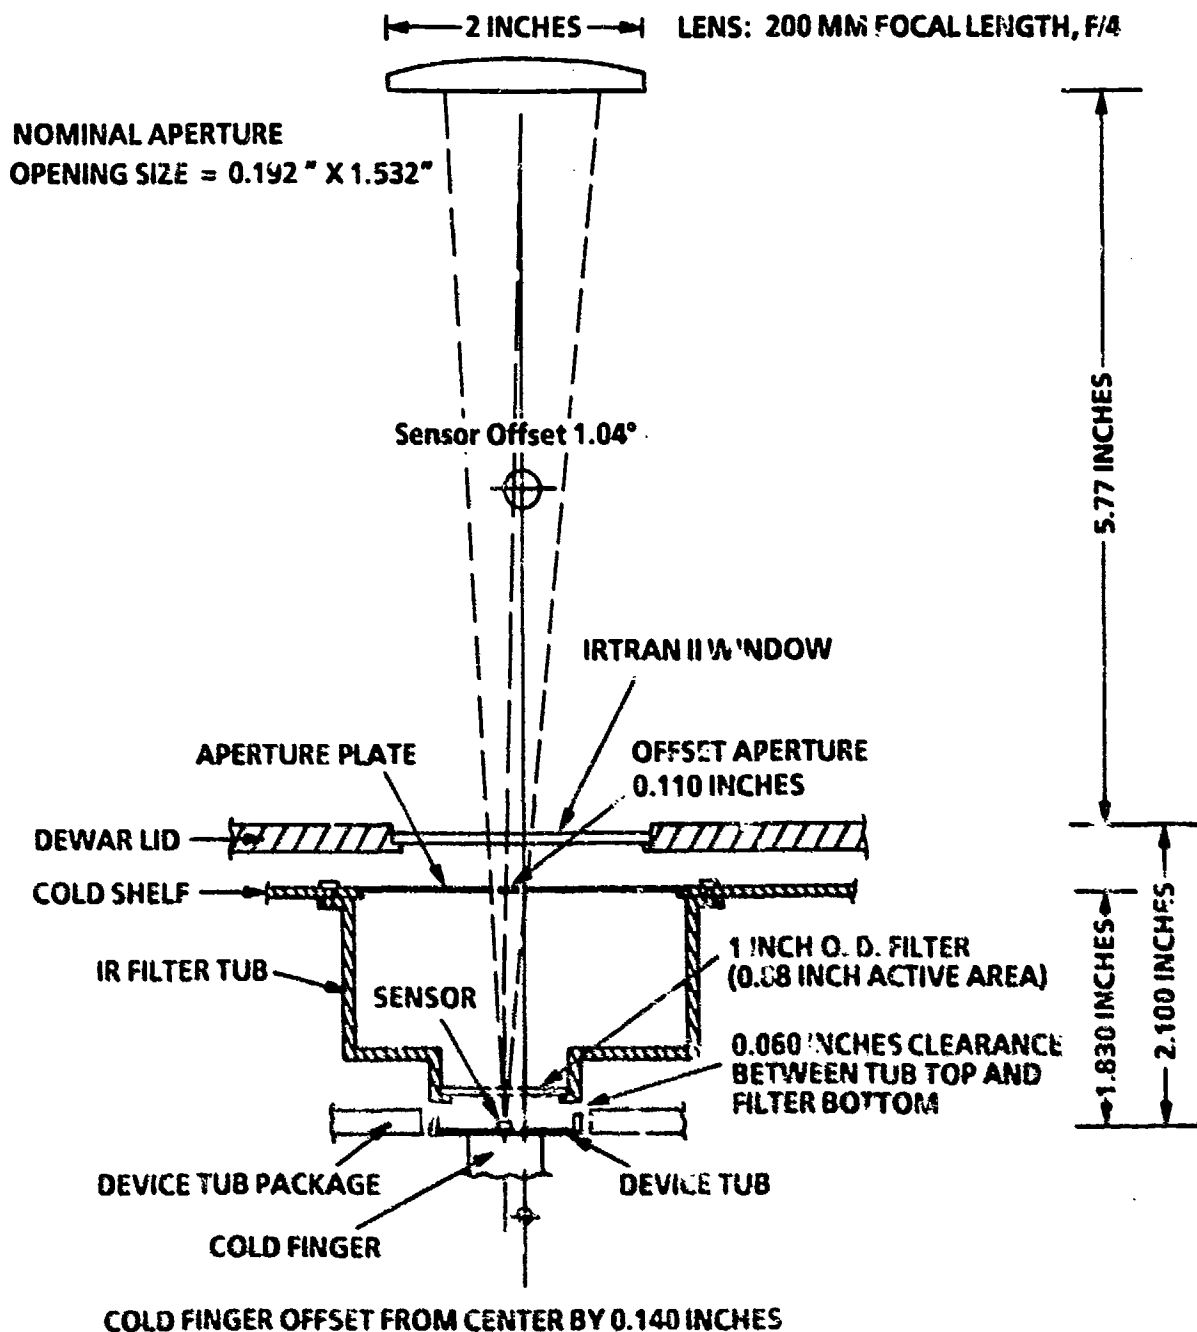 2 INCHES
LENS: 200 MM FOCAL LENGTH, F/4
NOMINAL APERTURE
OPENING SIZE = 0.192 " X 1.532"
5.77 INCHES
Sensor Offset 1.04°
IRTRAN II WINDOW
APERTURE PLATE
OFFSET APERTURE
0.110 INCHES
DEWAR LID
COLD SHELF
IR FILTER TUB
SENSOR
1 INCH O. D. FILTER
(0.88 INCH ACTIVE AREA)
0.060 INCHES CLEARANCE
BETWEEN TUB TOP AND
FILTER BOTTOM
1.830 INCHES
2.100 INCHES
DEVICE TUB PACKAGE
DEVICE TUB
COLD FINGER
COLD FINGER OFFSET FROM CENTER BY 0.140 INCHES